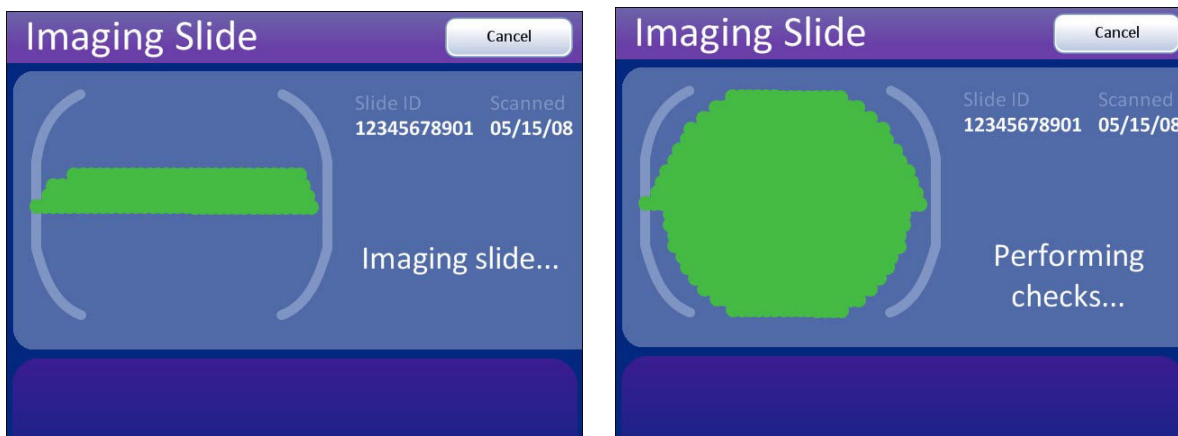 Imaging Slide
Cancel
Slide ID Scanned
12345678901 05/15/08
Imaging slide...
Imaging Slide
Cancel
Slide ID Scanned
12345678901 05/15/08
Performing
checks...